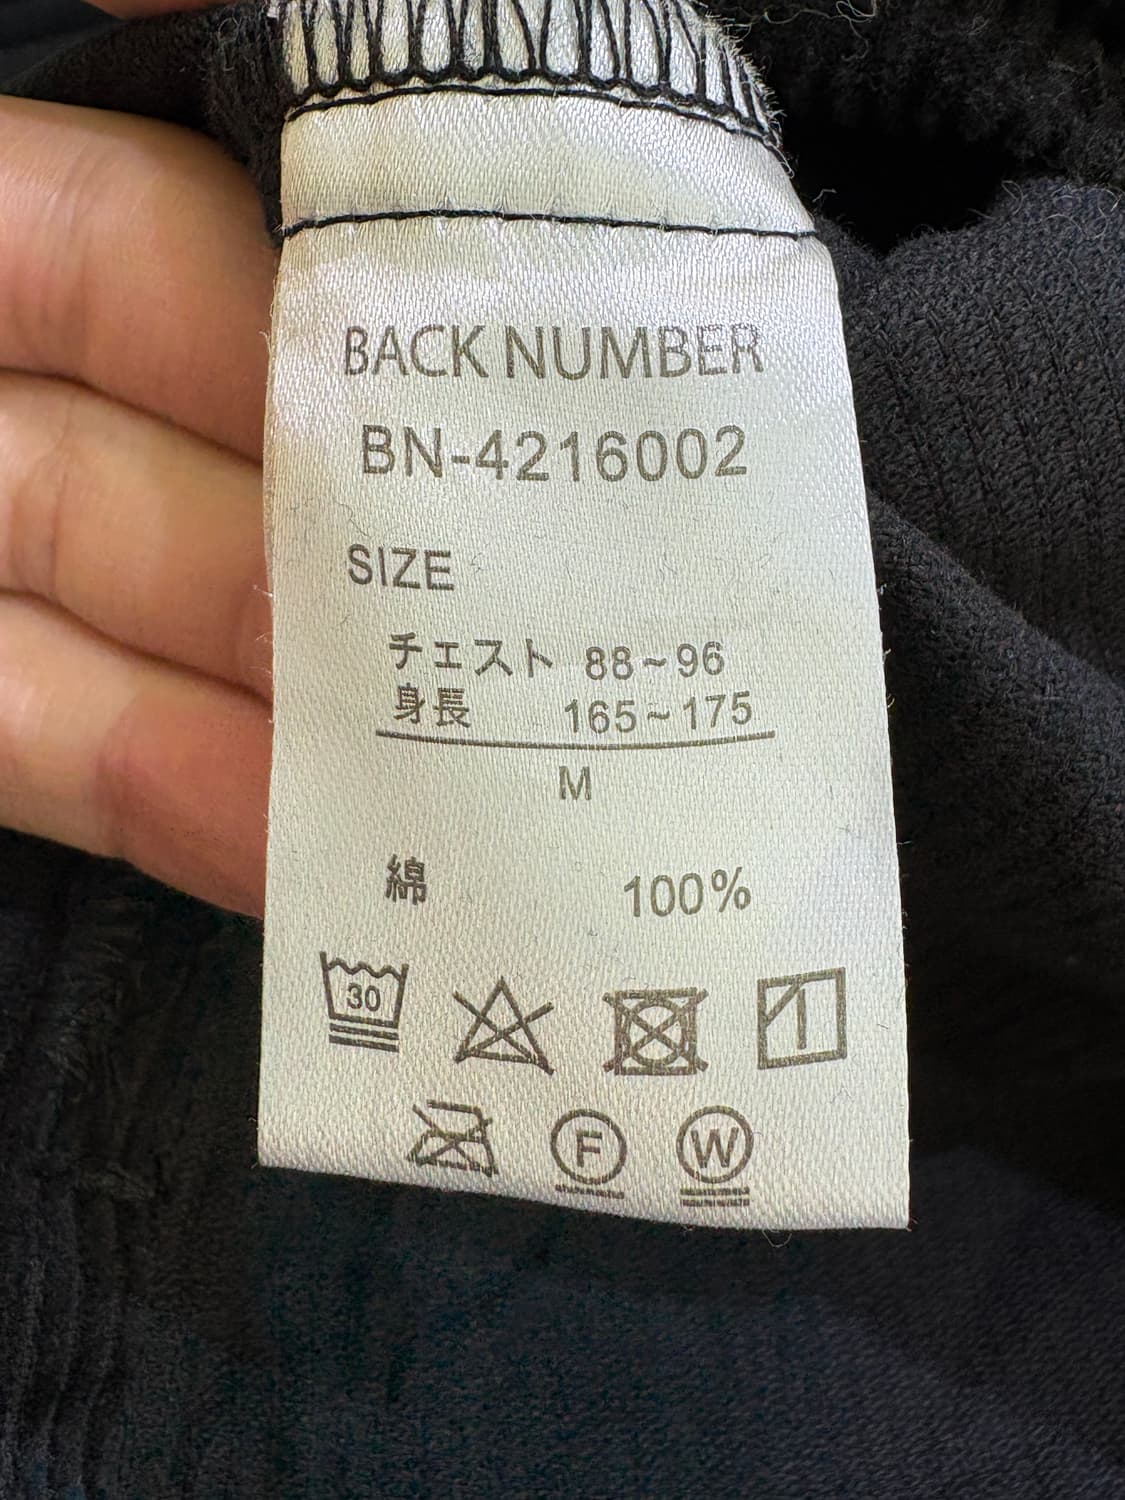 BACK NUMBER
BN-4216002
SIZE
チェスト 88~96
身長 165~175
M
綿 100%
30
F W